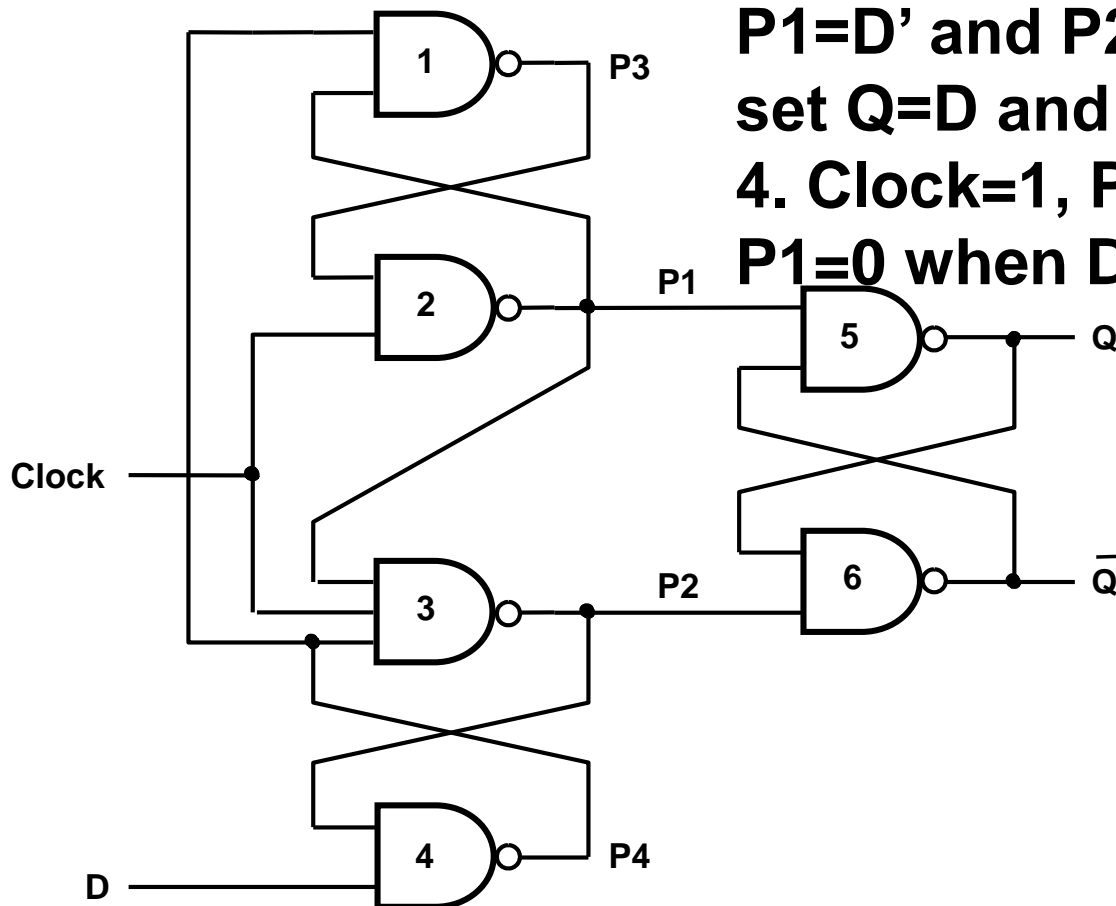 P1=D’ and P2
set Q=D and
4. Clock=1, P
P1=0 when D
1
P3
2
P1
5
Q
Clock
3
P2
6
Q
4
P4
D